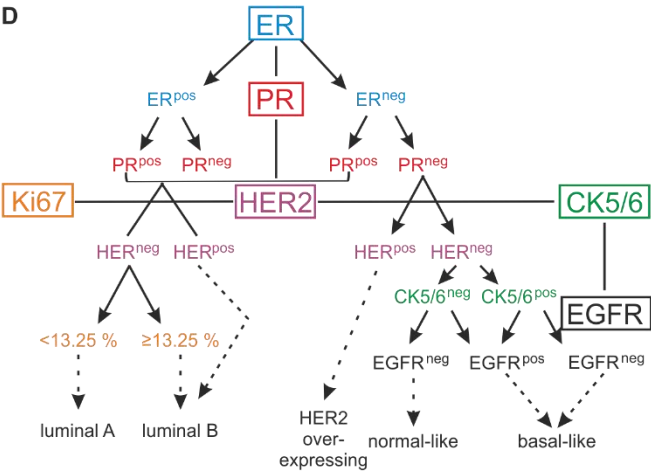 D
ER
ERpos
PR
ERneg
PRpos PRneg
PRpos PRneg
Ki67
HER2
CK5/6
HERneg HERpos
HERpos HERneg
CK5/6neg CK5/6pos
EGFR
<13.25 % ≥13.25 %
EGFRneg EGFRpos EGFRneg
luminal A
luminal B
HER2
over-
expressing
normal-like
basal-like